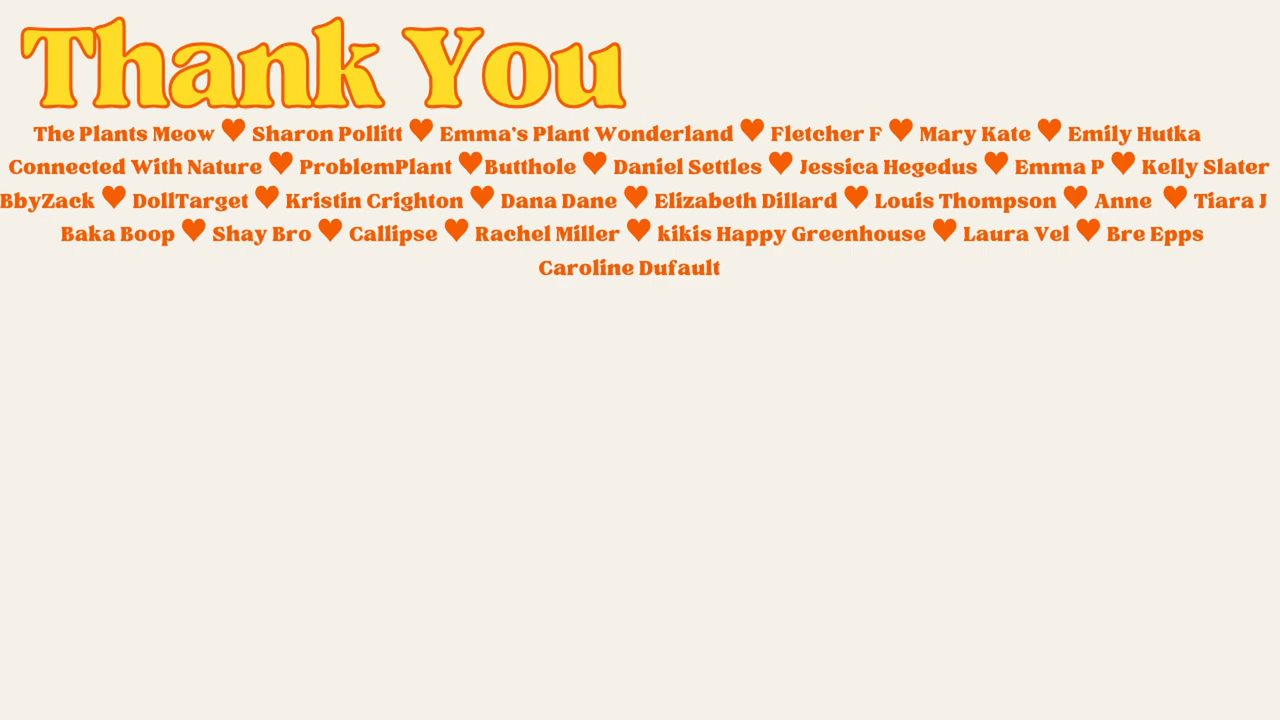 Thank You
The Plants Meow ♥ Sharon Pollitt ♥ Emma's Plant Wonderland ♥ Fletcher F ♥ Mary Kate ♥ Emily Hutka
Connected With Nature ♥ ProblemPlant ♥ Butthole ♥ Daniel Settles ♥ Jessica Hegedus ♥ Emma P ♥ Kelly Slater
BbyZack ♥ DollTarget ♥ Kristin Crighton ♥ Dana Dane ♥ Elizabeth Dillard ♥ Louis Thompson ♥ Anne ♥ Tiara J
Baka Boop ♥ Shay Bro ♥ Callipse ♥ Rachel Miller ♥ kikis Happy Greenhouse ♥ Laura Vel ♥ Bre Epps
Caroline Dufault